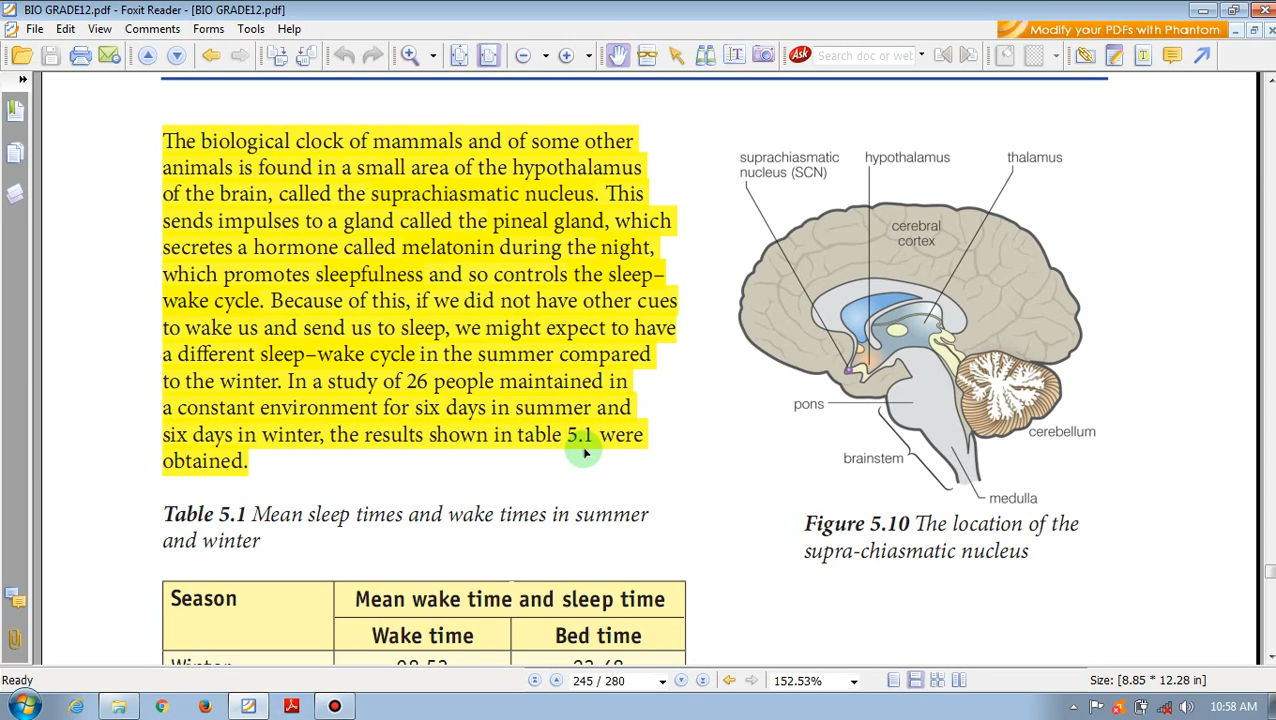 BIO GRADE12.pdf - Foxit Reader - [BIO GRADE12.pdf]
File Edit View Comments Forms Tools Help
Modify your PDFs with Phantom
Ask Search doc or wet
The biological clock of mammals and of some other
animals is found in a small area of the hypothalamus
of the brain, called the suprachiasmatic nucleus. This
sends impulses to a gland called the pineal gland, which
secretes a hormone called melatonin during the night,
which promotes sleepfulness and so controls the sleep–
wake cycle. Because of this, if we did not have other cues
to wake us and send us to sleep, we might expect to have
a different sleep–wake cycle in the summer compared
to the winter. In a study of 26 people maintained in
a constant environment for six days in summer and
six days in winter, the results shown in table 5.1 were
obtained.
Table 5.1 Mean sleep times and wake times in summer
and winter
Season
Mean wake time and sleep time
Wake time Bed time
suprachiasmatic
nucleus (SCN)
hypothalamus
thalamus
cerebral
cortex
pons
cerebellum
brainstem
medulla
Figure 5.10 The location of the
supra-chiasmatic nucleus
Ready
245 / 280
152.53%
Size: [8.85 * 12.28 in]
10:58 AM